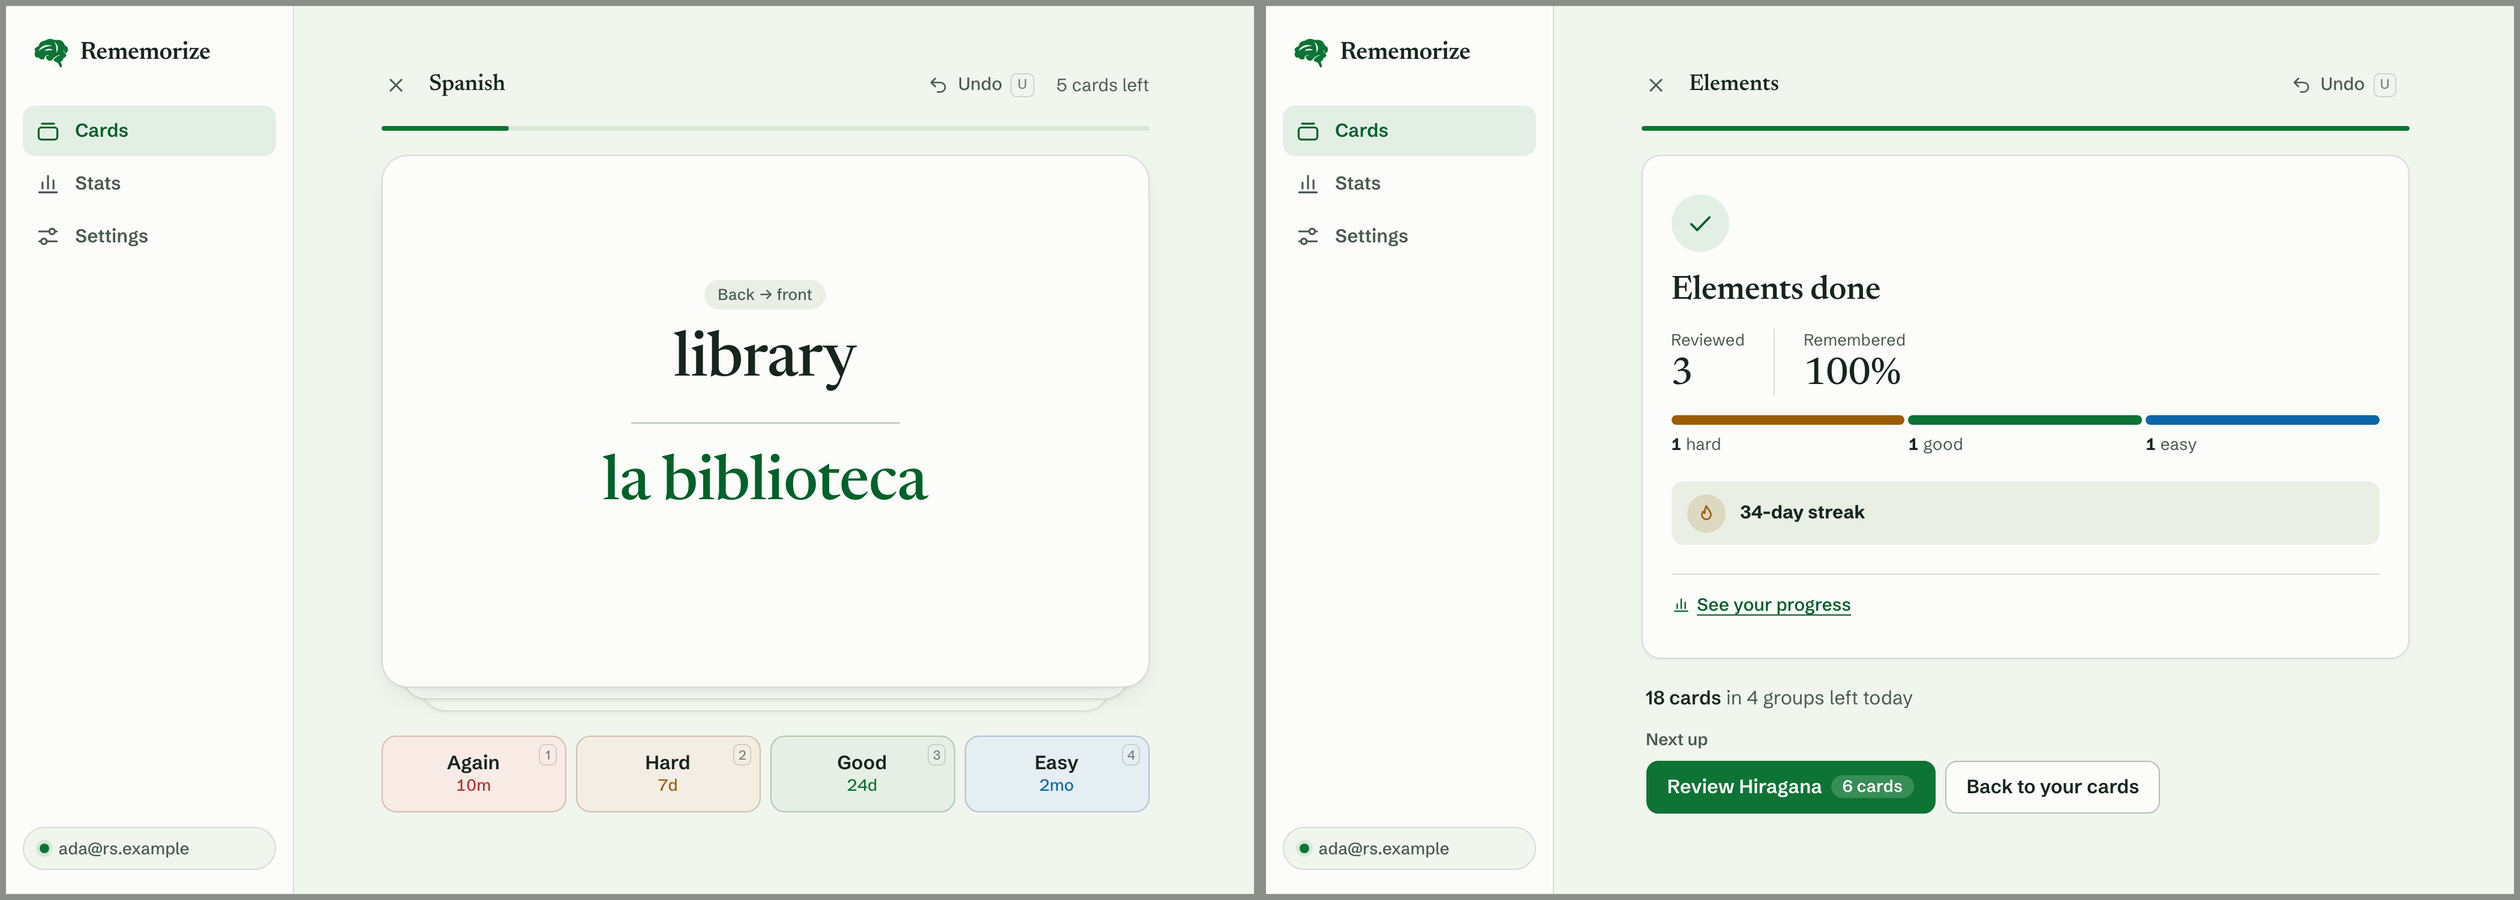 Rememorize
Cards
Stats
Settings
ada@rs.example
Spanish
Undo U
5 cards left
Back → front
library
la biblioteca
Again 1
10m
Hard 2
7d
Good 3
24d
Easy 4
2mo
Rememorize
Cards
Stats
Settings
ada@rs.example
Elements
Undo U
Elements done
Reviewed
3
Remembered
100%
1 hard
1 good
1 easy
34-day streak
See your progress
18 cards in 4 groups left today
Next up
Review Hiragana 6 cards
Back to your cards